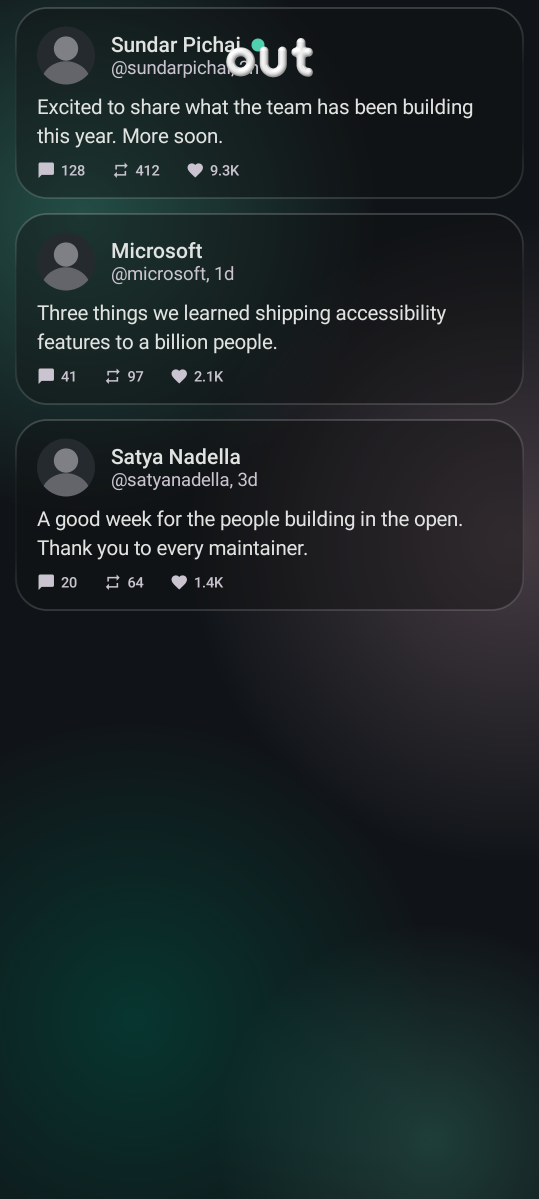 Sundar Pichai
out
@sundarpichai,
Excited to share what the team has been building
this year. More soon.
128 412 9.3K
Microsoft
@microsoft, 1d
Three things we learned shipping accessibility
features to a billion people.
41 97 2.1K
Satya Nadella
@satyanadella, 3d
A good week for the people building in the open.
Thank you to every maintainer.
20 64 1.4K